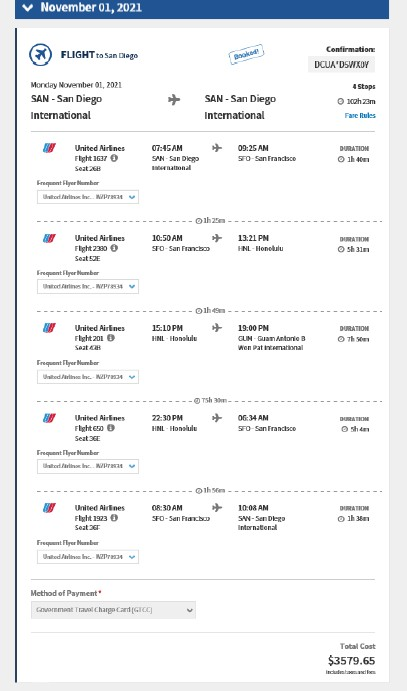 November 01, 2021
FLIGHT to San Diego
Booked!
Confirmation:
Monday November 01, 2021
4 Stops
SAN - San Diego International
SAN - San Diego International
102h 23m
Fare Rules
United Airlines
Flight 1637
Seat 26B
07:45 AM
SAN - San Diego International
09:25 AM
SFO - San Francisco
DURATION
1h 40m
Frequent Flyer Number
United Airlines Inc. -
1h 25m
United Airlines
Flight 2380
Seat 52E
10:50 AM
SFO - San Francisco
13:21 PM
HNL - Honolulu
DURATION
5h 31m
Frequent Flyer Number
United Airlines Inc. -
1h 49m
United Airlines
Flight 201
Seat 43B
15:10 PM
HNL - Honolulu
19:00 PM
GUM - Guam Antonio B
Won Pat International
DURATION
7h 50m
Frequent Flyer Number
United Airlines Inc. -
75h 30m
United Airlines
Flight 650
Seat 36E
22:30 PM
HNL - Honolulu
06:34 AM
SFO - San Francisco
DURATION
5h 4m
Frequent Flyer Number
United Airlines Inc. -
1h 56m
United Airlines
Flight 1923
08:30 AM
SFO - San Francisco
10:08 AM
SAN - San Diego International
DURATION
1h 38m
Frequent Flyer Number
United Airlines Inc. -
Method of Payment *
Government Travel Charge Card (GTCC)
Total Cost
$3579.65
Includes taxes and fees